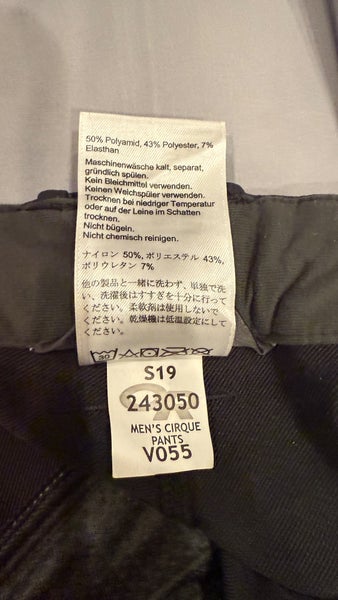 50% Polyamid, 43% Polyester, 7%
Elasthan
Maschinenwäsche kalt, separat,
gründlich spülen.
Kein Bleichmittel verwenden.
Keinen Weichspüler verwenden.
Trocknen bei niedriger Temperatur
oder auf der Leine im Schatten
trocknen.
Nicht bügeln.
Nicht chemisch reinigen.
ナイロン 50%, ポリエステル 43%,
ポリウレタン 7%
他の製品と一緒に洗わず、単独で洗
い、洗濯後はすすぎを十分に行って
ください。柔軟剤は使用しないで
ください。乾燥機は低温設定にして
ください。
30
S19
243050
MEN'S CIRQUE
PANTS
V055